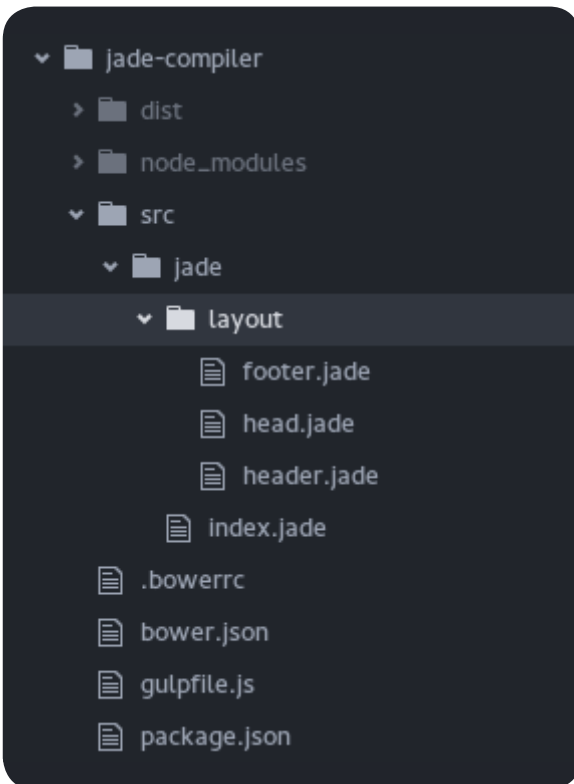 jade-compiler
dist
node_modules
src
jade
layout
footer.jade
head.jade
header.jade
index.jade
.bowerrc
bower.json
gulpfile.js
package.json